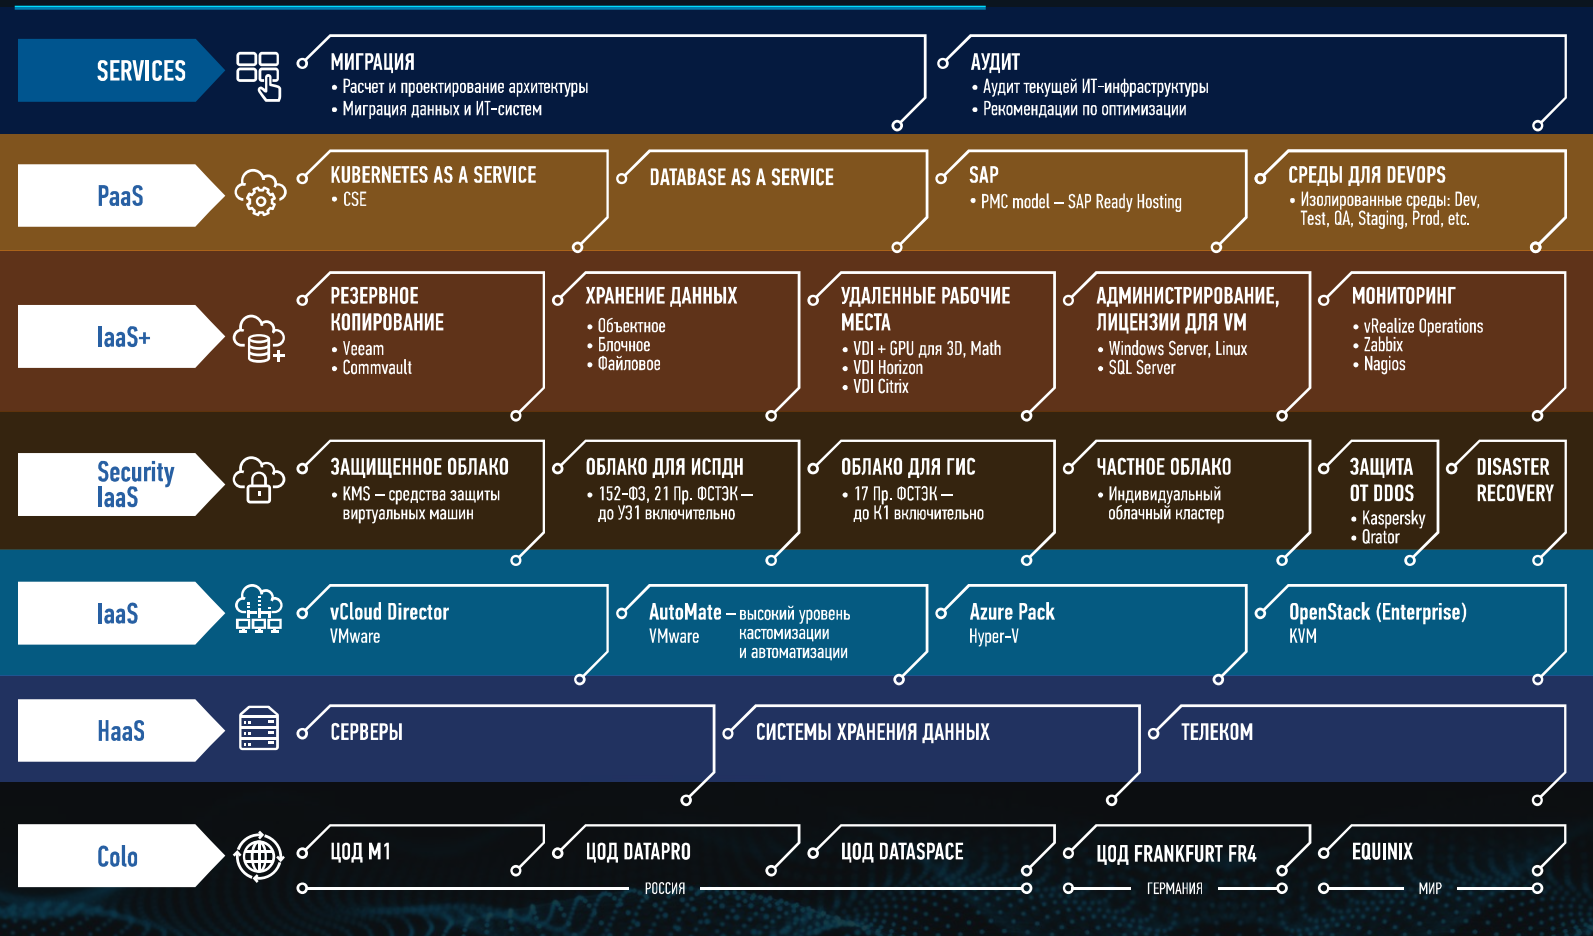 SERVICES
МИГРАЦИЯ
• Расчет и проектирование архитектуры
• Миграция данных и ИТ-систем
АУДИТ
• Аудит текущей ИТ-инфраструктуры
• Рекомендации по оптимизации
PaaS
KUBERNETES AS A SERVICE
• CSE
DATABASE AS A SERVICE
SAP
• PMC model – SAP Ready Hosting
СРЕДЫ ДЛЯ DEVOPS
• Изолированные среды: Dev,
Test, QA, Staging, Prod, etc.
IaaS+
РЕЗЕРВНОЕ
КОПИРОВАНИЕ
• Veeam
• Commvault
ХРАНЕНИЕ ДАННЫХ
• Объектное
• Блочное
• Файловое
УДАЛЕННЫЕ РАБОЧИЕ
МЕСТА
• VDI + GPU для 3D, Math
• VDI Horizon
• VDI Citrix
АДМИНИСТРИРОВАНИЕ,
ЛИЦЕНЗИИ ДЛЯ VM
• Windows Server, Linux
• SQL Server
МОНИТОРИНГ
• vRealize Operations
• Zabbix
• Nagios
Security
IaaS
ЗАЩИЩЕННОЕ ОБЛАКО
• KMS – средства защиты
виртуальных машин
ОБЛАКО ДЛЯ ИСПДН
• 152-ФЗ, 21 Пр. ФСТЭК –
до УЗ1 включительно
ОБЛАКО ДЛЯ ГИС
• 17 Пр. ФСТЭК –
до К1 включительно
ЧАСТНОЕ ОБЛАКО
• Индивидуальный
облачный кластер
ЗАЩИТА
ОТ DDOS
• Kaspersky
• Qrator
DISASTER
RECOVERY
IaaS
vCloud Director
VMware
AutoMate – высокий уровень
кастомизации
и автоматизации
VMware
Azure Pack
Hyper-V
OpenStack (Enterprise)
KVM
HaaS
СЕРВЕРЫ
СИСТЕМЫ ХРАНЕНИЯ ДАННЫХ
ТЕЛЕКОМ
Colo
ЦОД М1
ЦОД DATAPRO
ЦОД DATASPACE
ЦОД FRANKFURT FR4
EQUINIX
РОССИЯ
ГЕРМАНИЯ
МИР